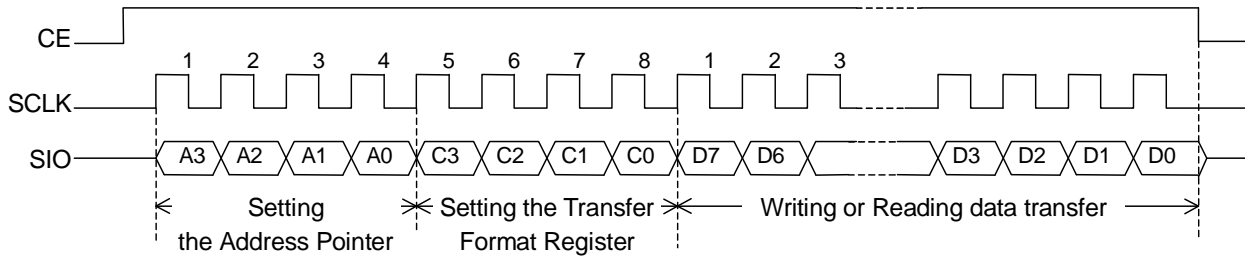 CE
1 2 3 4 5 6 7 8 1 2 3
SCLK
SIO A3 A2 A1 A0 C3 C2 C1 C0 D7 D6 D3 D2 D1 D0
Setting Setting the Transfer Writing or Reading data transfer
the Address Pointer Format Register